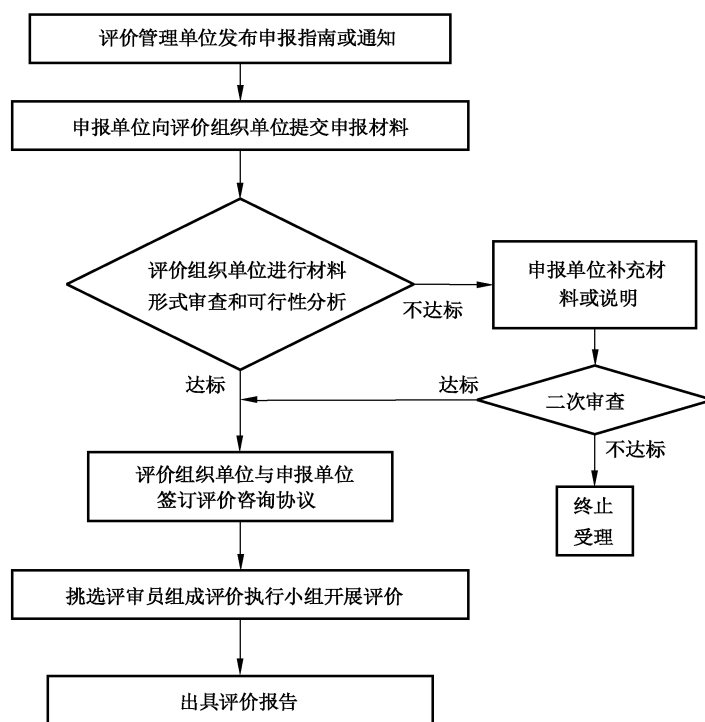 评价管理单位发布申报指南或通知
申报单位向评价组织单位提交申报材料
评价组织单位进行材料
形式审查和可行性分析
不达标
申报单位补充材
料或说明
达标
达标
二次审查
不达标
评价组织单位与申报单位
签订评价咨询协议
终止
受理
挑选评审员组成评价执行小组开展评价
出具评价报告